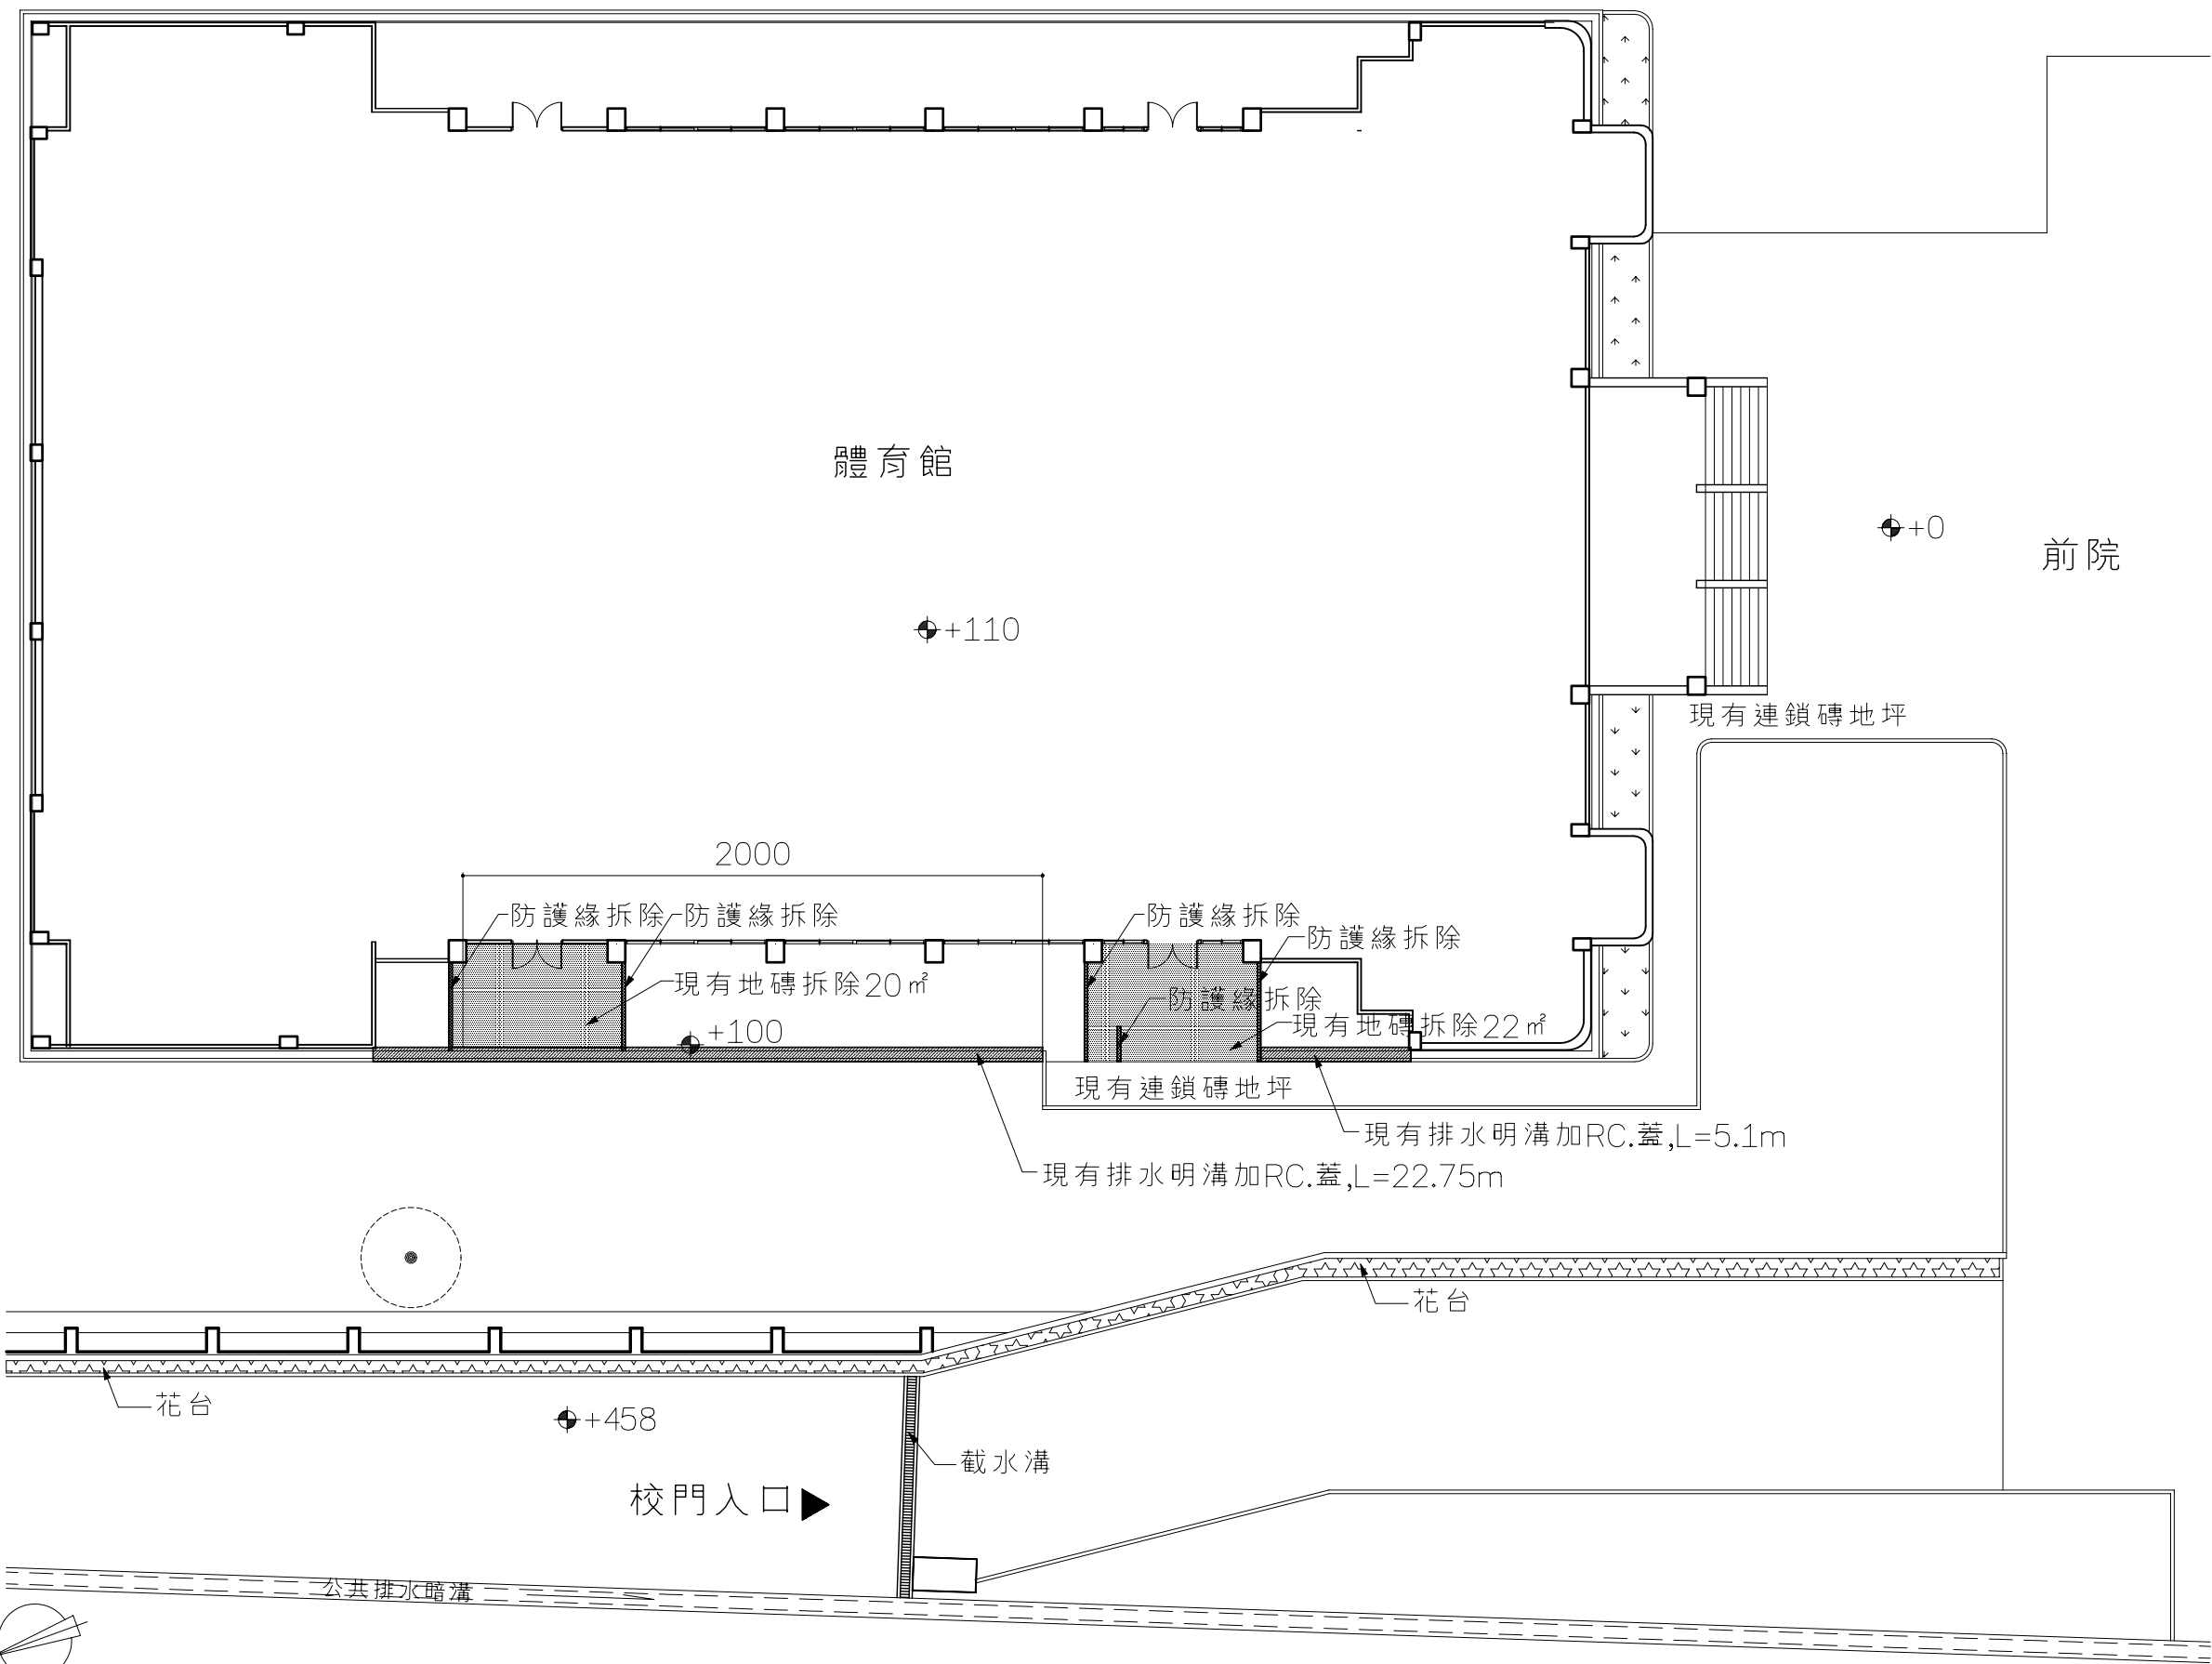 體育館
+0
前院
+110
現有連鎖磚地坪
2000
防護緣拆除
防護緣拆除
防護緣拆除
防護緣拆除
現有地磚拆除20㎡
防護緣拆除
現有地磚拆除22㎡
+100
現有連鎖磚地坪
現有排水明溝加RC.蓋,L=5.1m
現有排水明溝加RC.蓋,L=22.75m
花台
花台
+458
截水溝
校門入口
公共排水暗溝